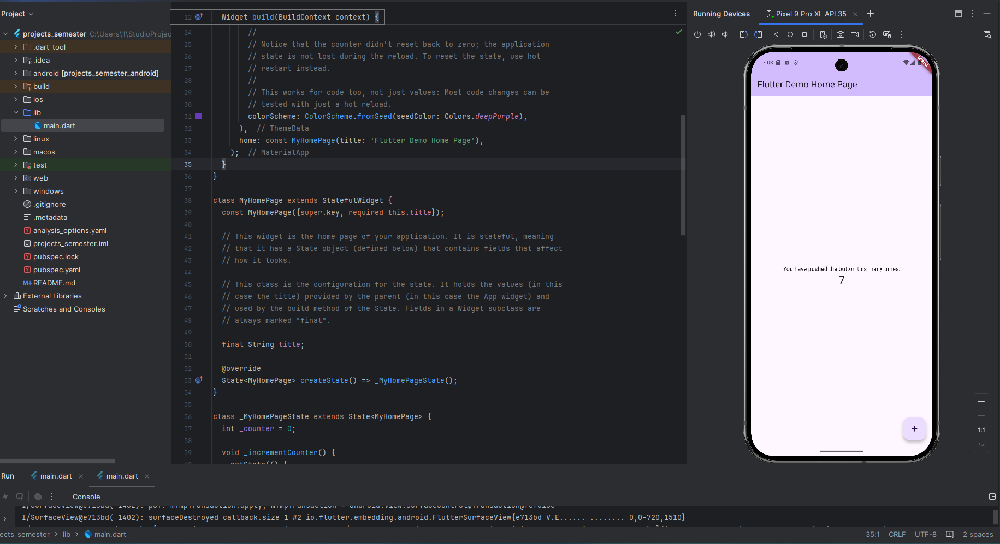 Project
projects_semester C:\Users\1\StudioProjec
.dart_tool
.idea
android [projects_semester_android]
build
ios
lib
main.dart
linux
macos
test
web
windows
.gitignore
.metadata
analysis_options.yaml
projects_semester.iml
pubspec.lock
pubspec.yaml
README.md
External Libraries
Scratches and Consoles
12 Widget build(BuildContext context) {
24 //
25 // Notice that the counter didn't reset back to zero; the application
26 // state is not lost during the reload. To reset the state, use hot
27 // restart instead.
28 //
29 // This works for code too, not just values: Most code changes can be
30 // tested with just a hot reload.
31 colorScheme: ColorScheme.fromSeed(seedColor: Colors.deepPurple),
32 ), // ThemeData
33 home: const MyHomePage(title: 'Flutter Demo Home Page'),
34 ); // MaterialApp
35 }
36 }
37
38 class MyHomePage extends StatefulWidget {
39 const MyHomePage({super.key, required this.title});
40
41 // This widget is the home page of your application. It is stateful, meaning
42 // that it has a State object (defined below) that contains fields that affect
43 // how it looks.
44
45 // This class is the configuration for the state. It holds the values (in this
46 // case the title) provided by the parent (in this case the App widget) and
47 // used by the build method of the State. Fields in a Widget subclass are
48 // always marked "final".
49
50 final String title;
51
52 @override
53 State<MyHomePage> createState() => _MyHomePageState();
54 }
55
56 class _MyHomePageState extends State<MyHomePage> {
57 int _counter = 0;
58
59 void _incrementCounter() {
setState(() {
Running Devices
Pixel 9 Pro XL API 35
7:03
DEBUG
Flutter Demo Home Page
You have pushed the button this many times:
7
+
1:1
Run
main.dart
main.dart
Console
I/SurfaceView@e713bd( 1402): surfaceDestroyed callback.size 1 #2 io.flutter.embedding.android.FlutterSurfaceView{e713bd V.E...... ........ 0,0-720,1510}
jects_semester > lib > main.dart
35:1 CRLF UTF-8 2 spaces